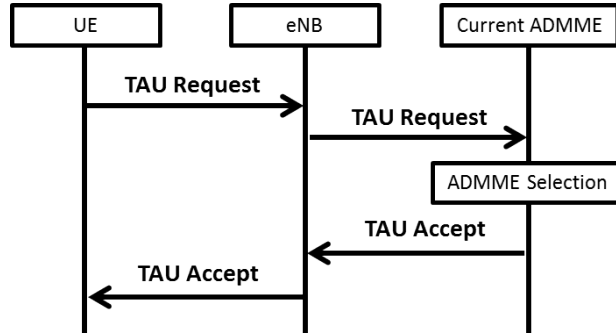 UE
eNB
Current ADMME
TAU Request
TAU Request
ADMME Selection
TAU Accept
TAU Accept